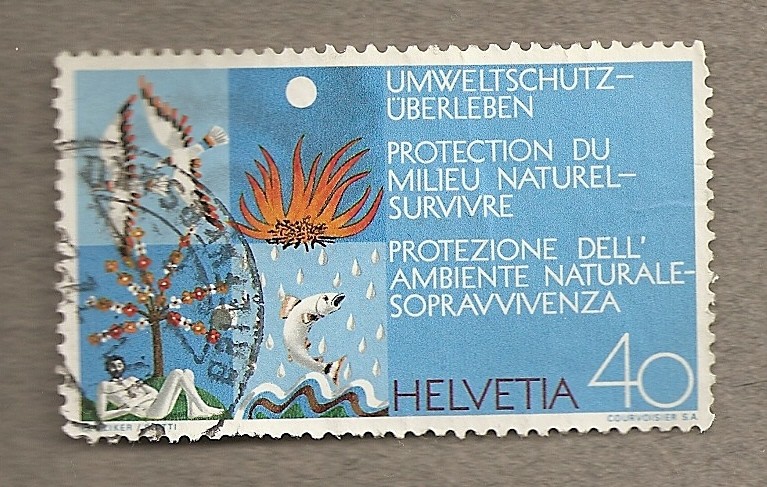 UMWELTSCHUTZ–
ÜBERLEBEN
PROTECTION DU
MILIEU NATUREL–
SURVIVRE
PROTEZIONE DELL'
AMBIENTE NATURALE-
SOPRAVVIVENZA
HELVETIA 40
COURVOISIER S.A.